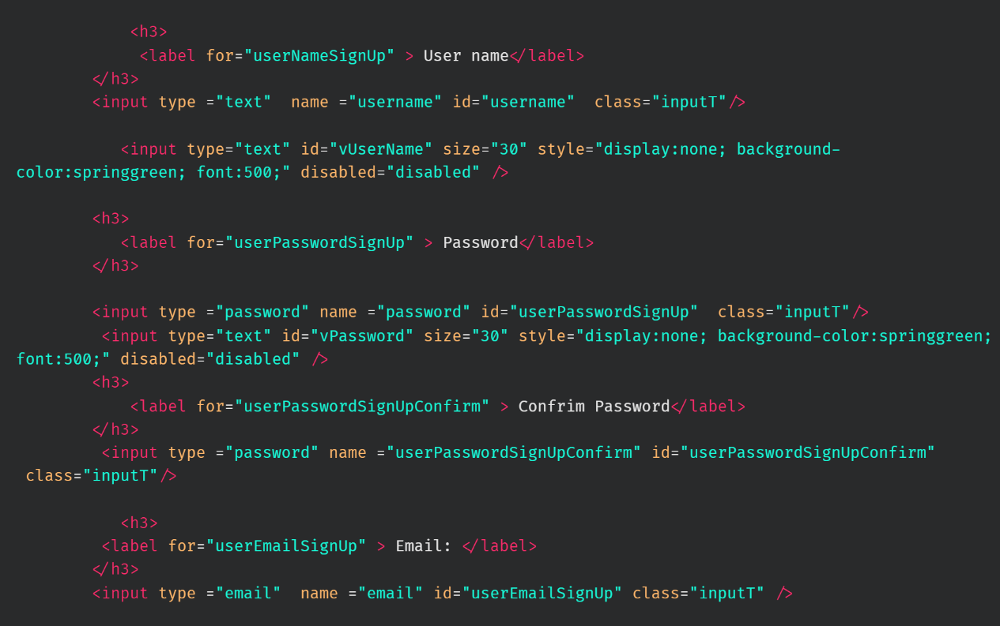 <h3>
<label for="userNameSignUp" > User name</label>
</h3>
<input type ="text"  name ="username" id="username"  class="inputT"/>
<input type="text" id="vUserName" size="30" style="display:none; background-
color:springgreen; font:500;" disabled="disabled" />
<h3>
<label for="userPasswordSignUp" > Password</label>
</h3>
<input type ="password" name ="password" id="userPasswordSignUp"  class="inputT"/>
<input type="text" id="vPassword" size="30" style="display:none; background-color:springgreen;
font:500;" disabled="disabled" />
<h3>
<label for="userPasswordSignUpConfirm" > Confrim Password</label>
</h3>
<input type ="password" name ="userPasswordSignUpConfirm" id="userPasswordSignUpConfirm"
class="inputT"/>
<h3>
<label for="userEmailSignUp" > Email: </label>
</h3>
<input type ="email"  name ="email" id="userEmailSignUp" class="inputT" />